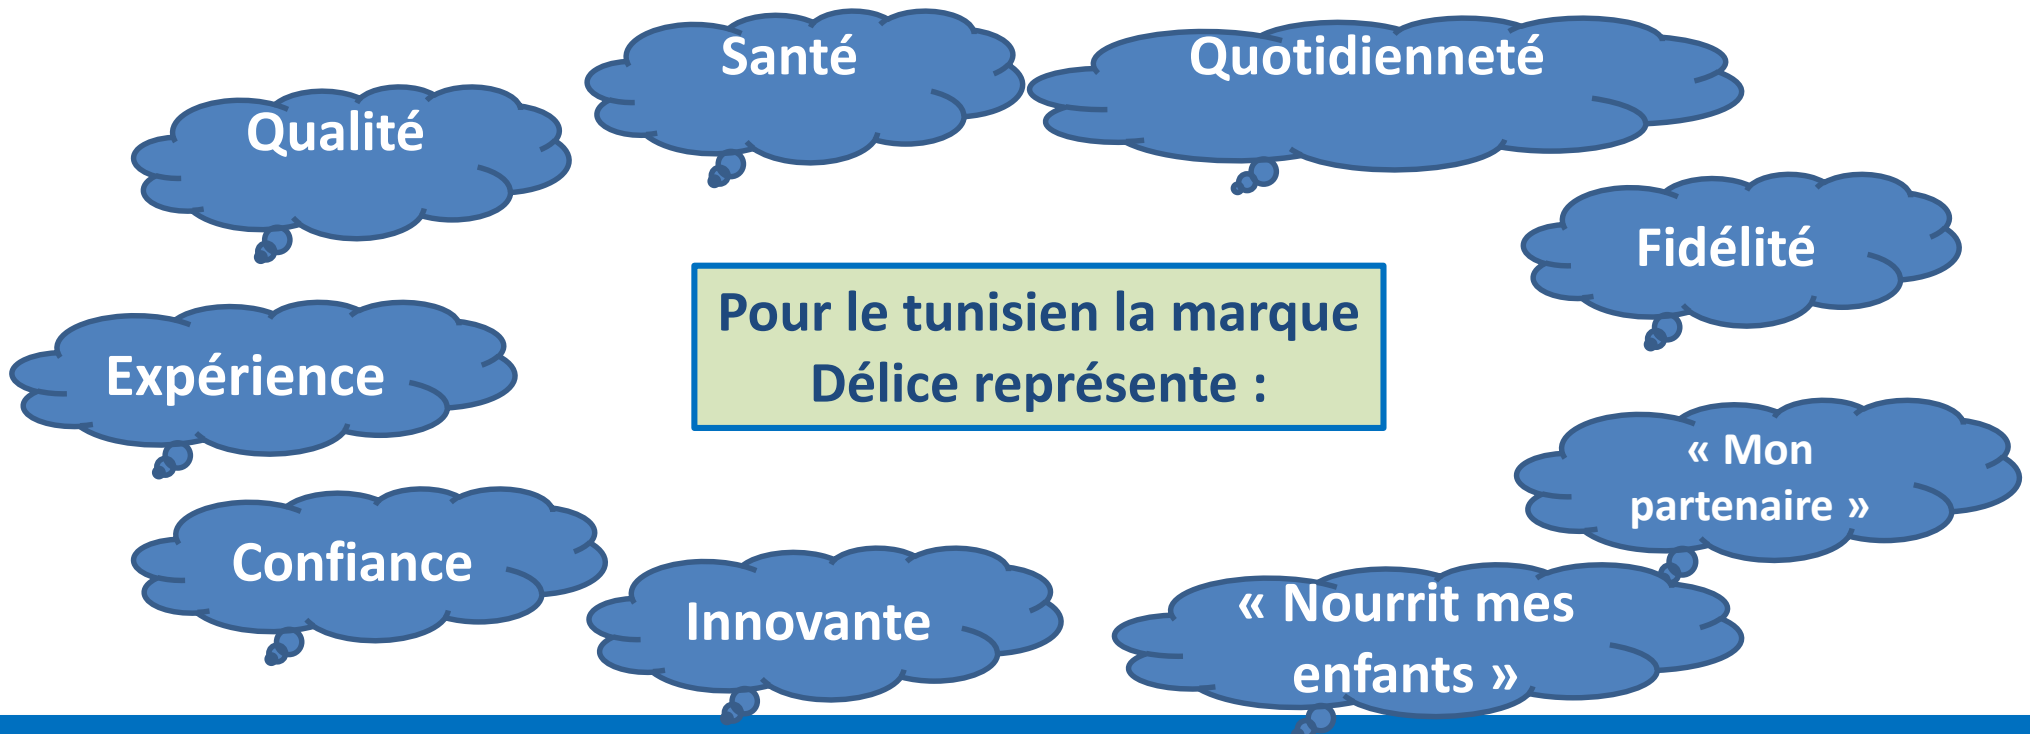 Santé
Quotidienneté
Qualité
Fidélité
Pour le tunisien la marque
Délice représente :
Expérience
« Mon
partenaire »
Confiance
Innovante
« Nourrit mes
enfants »